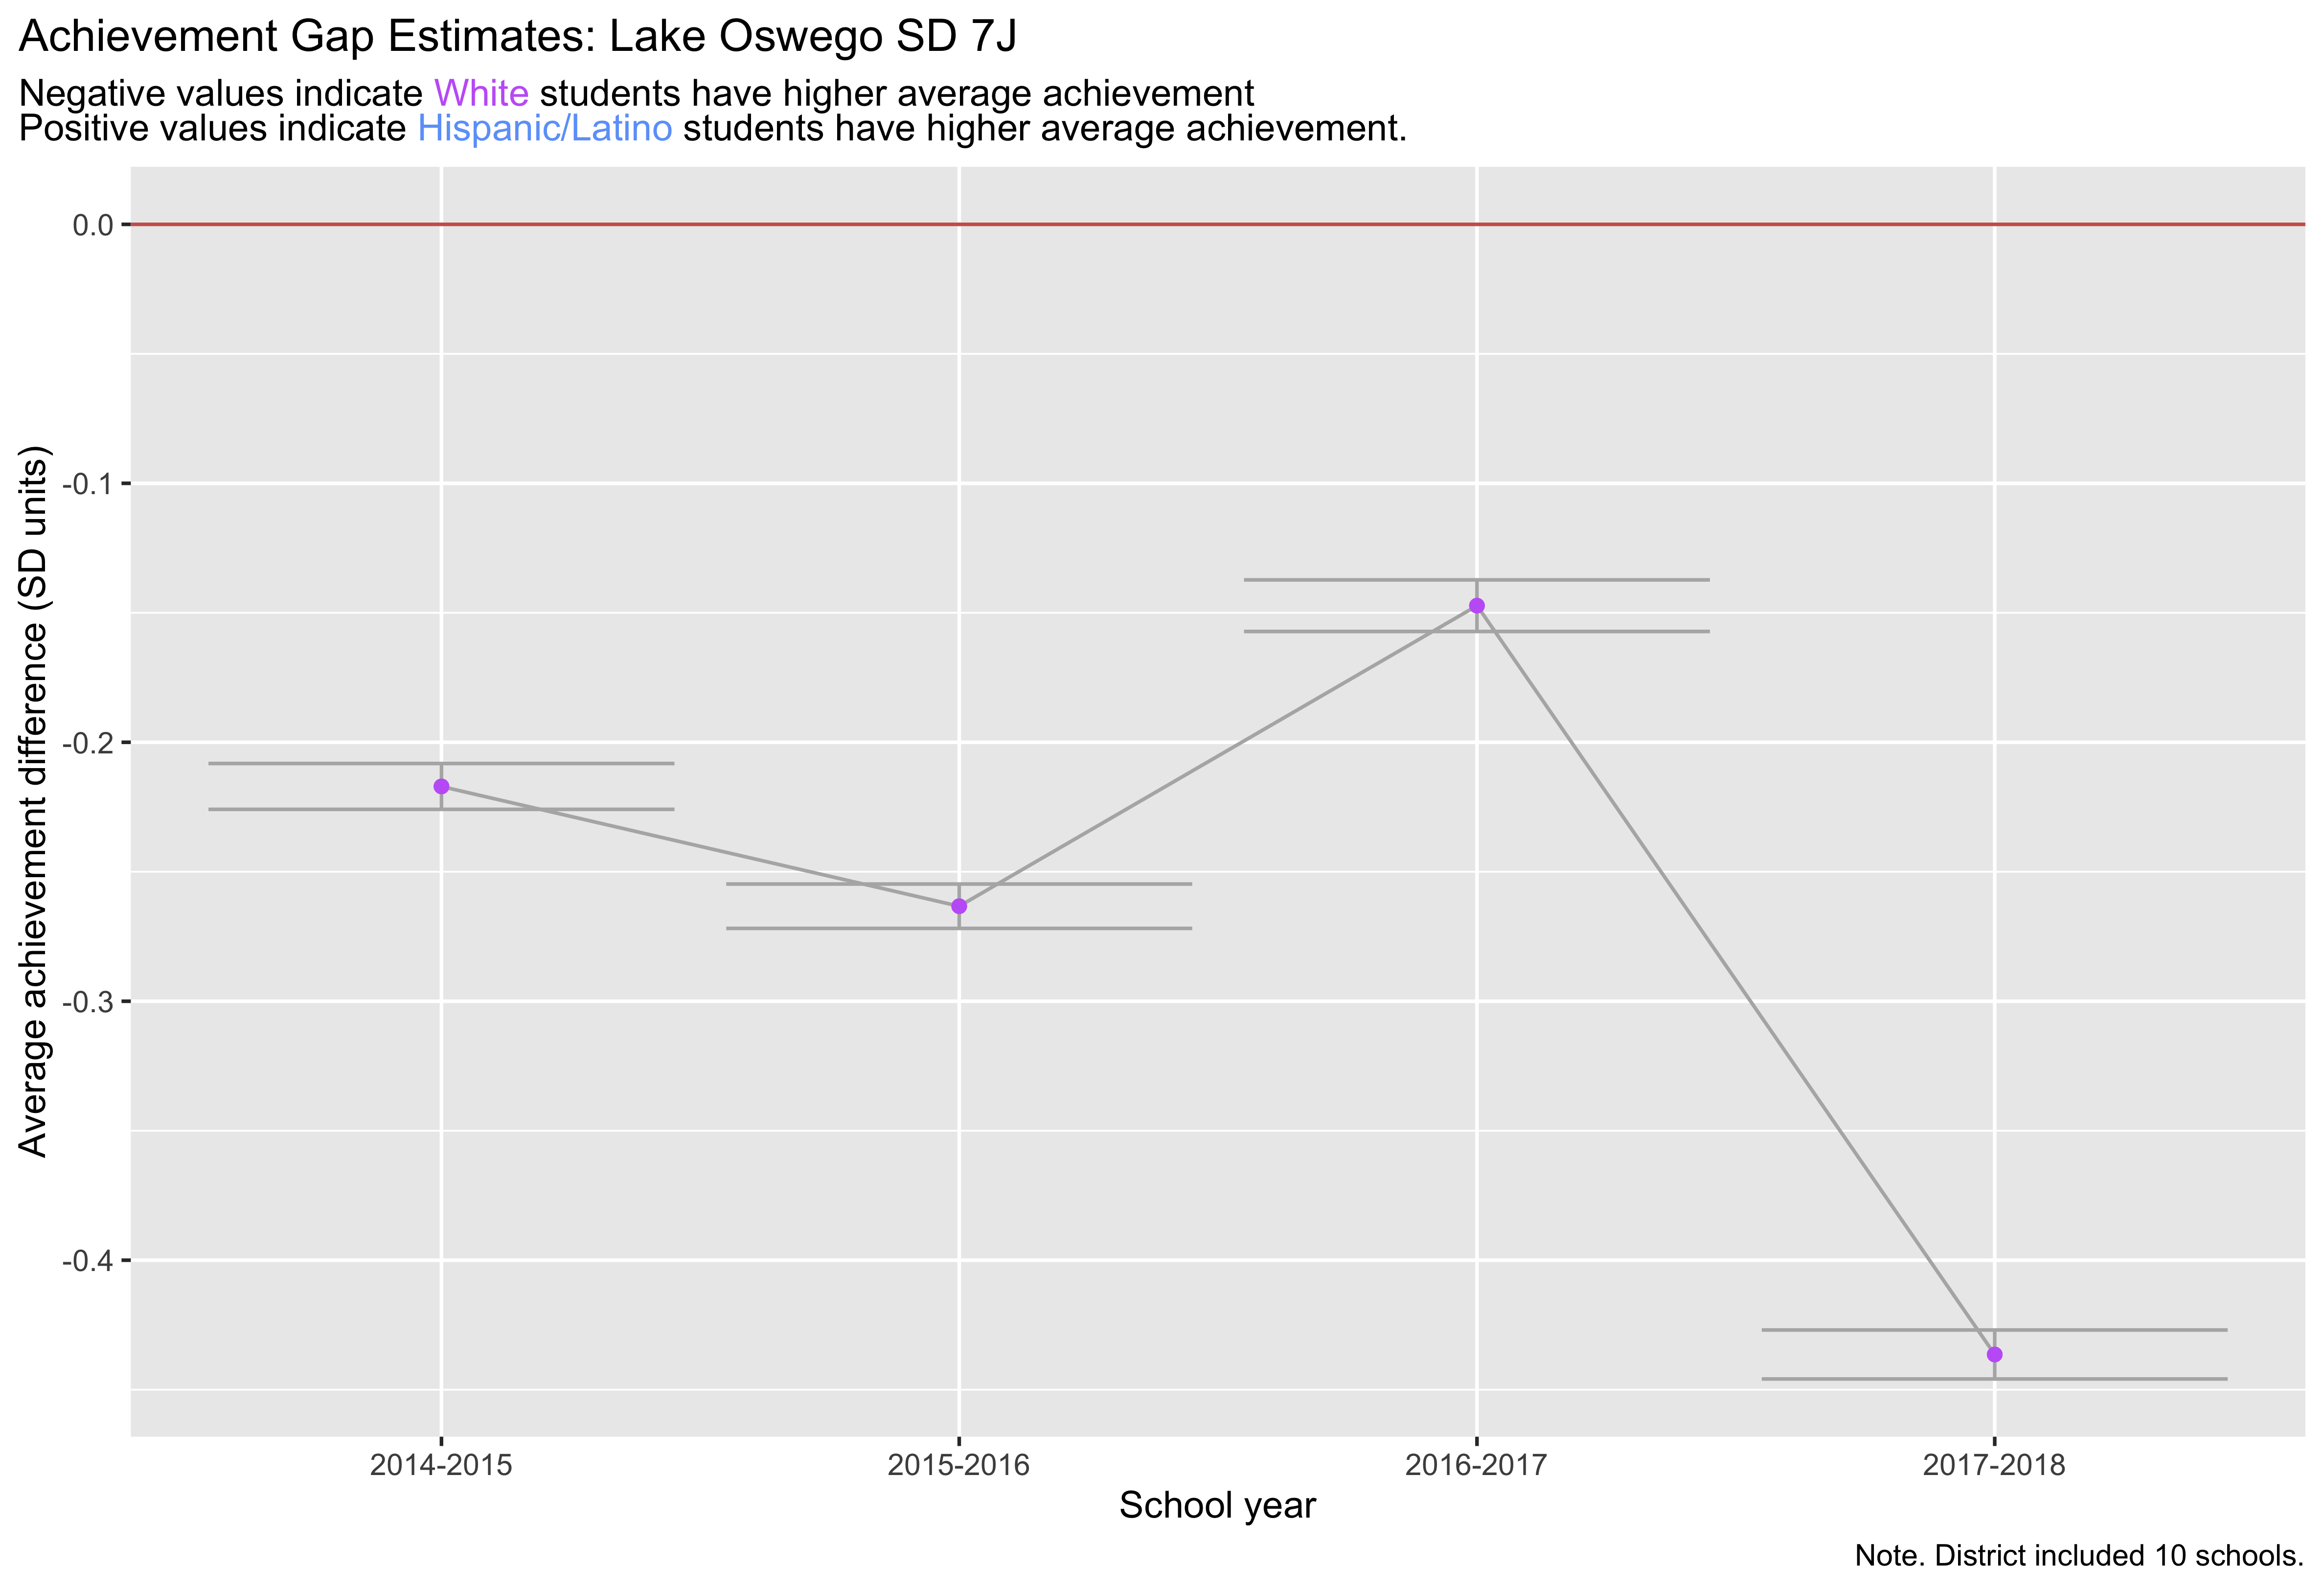 Achievement Gap Estimates: Lake Oswego SD 7J
Negative values indicate White students have higher average achievement
Positive values indicate Hispanic/Latino students have higher average achievement.
Average achievement difference (SD units)
0.0
-0.1
-0.2
-0.3
-0.4
2014-2015
2015-2016
2016-2017
2017-2018
School year
Note. District included 10 schools.